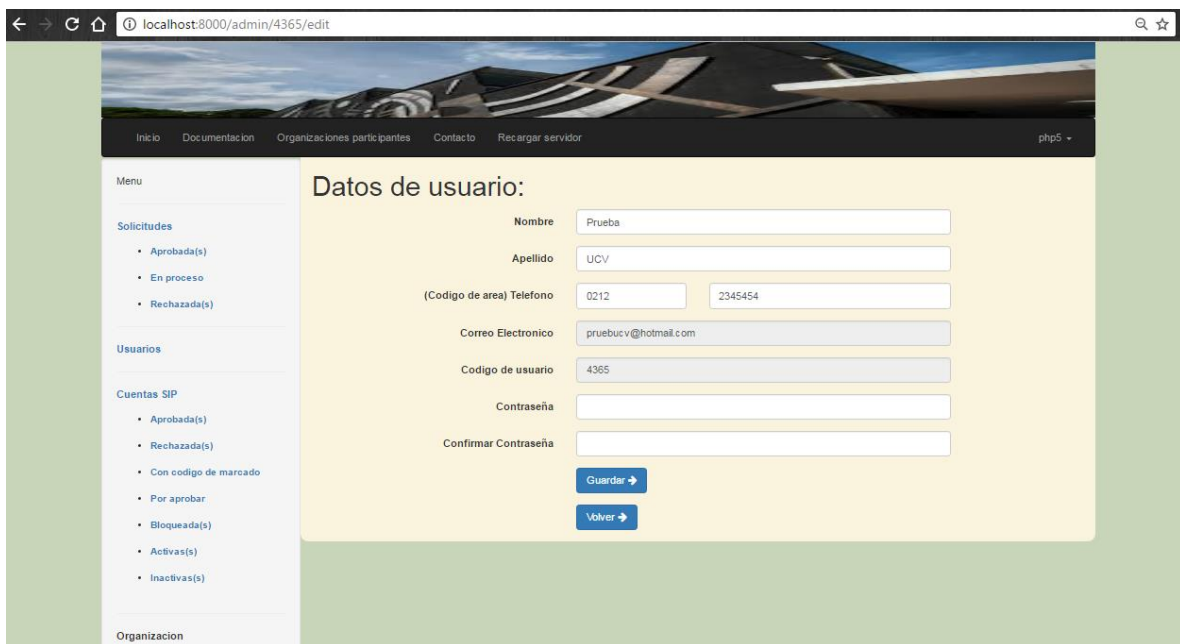 localhost:8000/admin/4365/edit
Inicio Documentacion Organizaciones participantes Contacto Recargar servidor php5
Menu
Solicitudes
Aprobada(s)
En proceso
Rechazada(s)
Usuarios
Cuentas SIP
Aprobada(s)
Rechazada(s)
Con codigo de marcado
Por aprobar
Bloqueada(s)
Activas(s)
Inactivas(s)
Organizacion
Datos de usuario:
Nombre Prueba
Apellido UCV
(Codigo de area) Telefono 0212 2345454
Correo Electronico pruebucv@hotmail.com
Codigo de usuario 4365
Contraseña
Confirmar Contraseña
Guardar
Volver